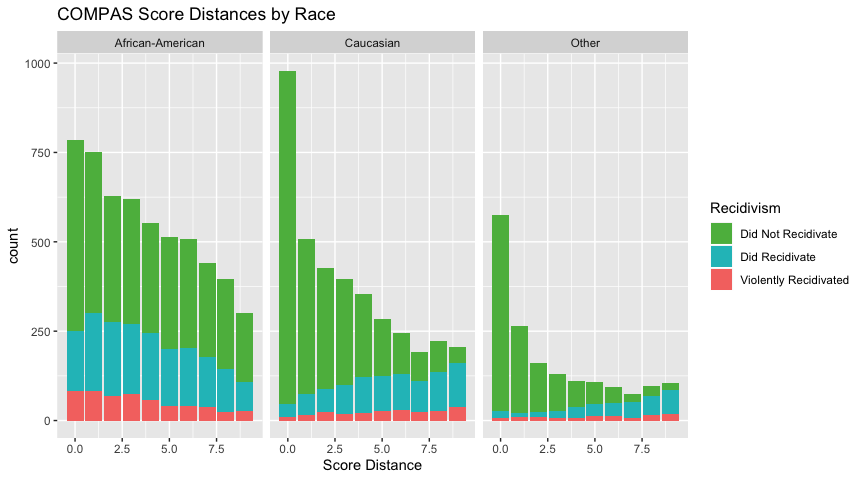 COMPAS Score Distances by Race
African-American
Caucasian
Other
1000
750
500
250
0
count
0.0 2.5 5.0 7.5
0.0 2.5 5.0 7.5
0.0 2.5 5.0 7.5
Score Distance
Recidivism
Did Not Recidivate
Did Recidivate
Violently Recidivated